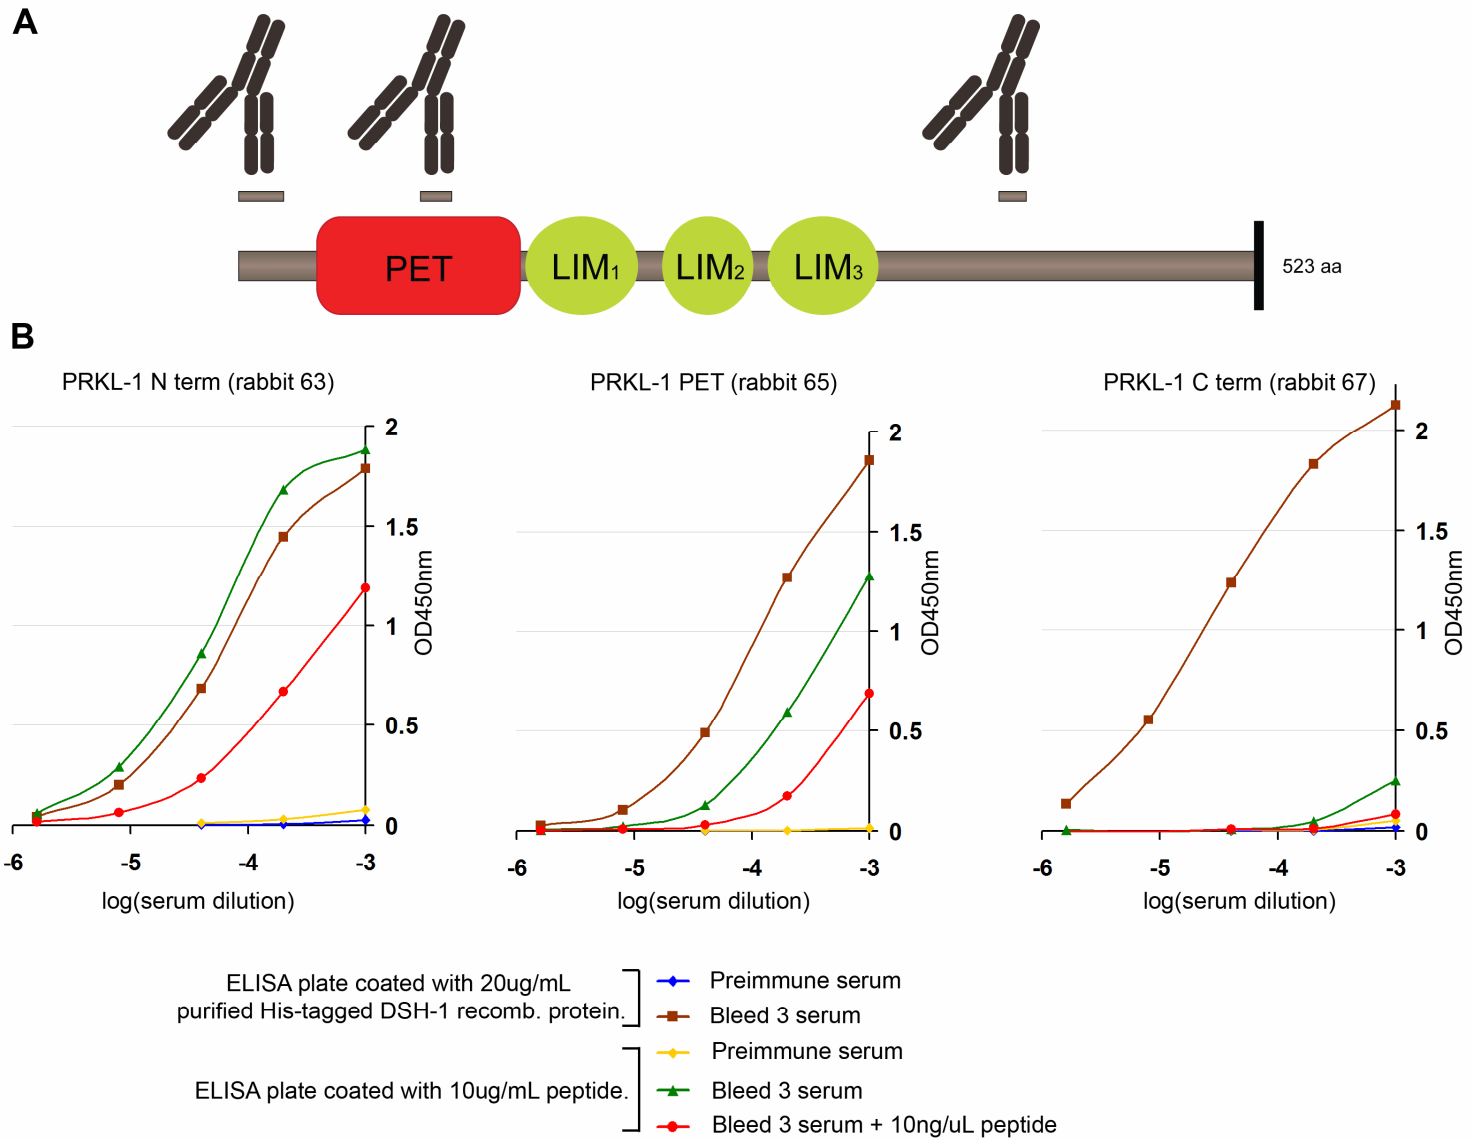 A
PET
LIM1
LIM2
LIM3
523 aa
B
PRKL-1 N term (rabbit 63)
2
1.5
1
0.5
0
OD450nm
-6 -5 -4 -3
log(serum dilution)
PRKL-1 PET (rabbit 65)
2
1.5
1
0.5
0
OD450nm
-6 -5 -4 -3
log(serum dilution)
PRKL-1 C term (rabbit 67)
2
1.5
1
0.5
0
OD450nm
-6 -5 -4 -3
log(serum dilution)
ELISA plate coated with 20ug/mL
purified His-tagged DSH-1 recomb. protein.
Preimmune serum
Bleed 3 serum
ELISA plate coated with 10ug/mL peptide.
Preimmune serum
Bleed 3 serum
Bleed 3 serum + 10ng/uL peptide